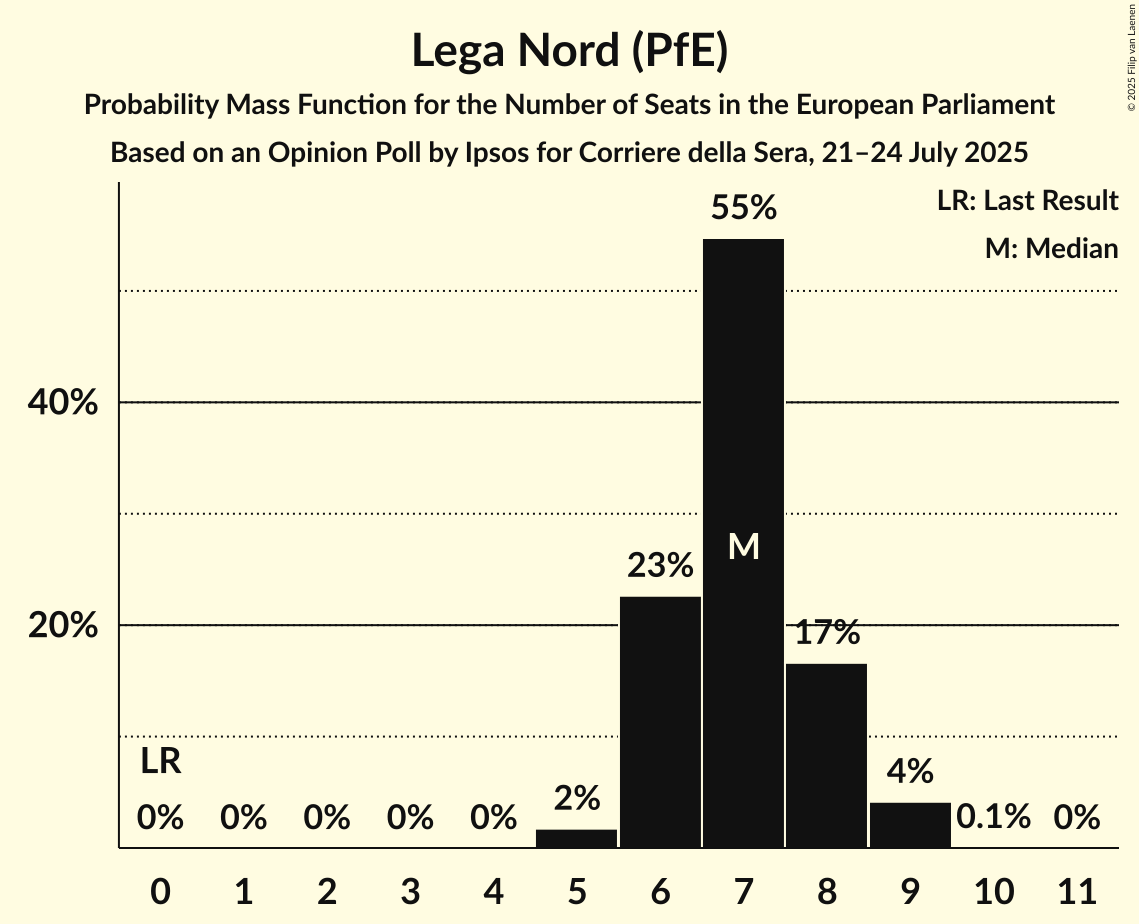 Lega Nord (PfE)
Probability Mass Function for the Number of Seats in the European Parliament
Based on an Opinion Poll by Ipsos for Corriere della Sera, 21–24 July 2025
© 2025 Filip van Laenen
LR: Last Result
M: Median
55%
40%
M
23%
20%
17%
LR
4%
2%
0% 0% 0% 0% 0% 0.1% 0%
0 1 2 3 4 5 6 7 8 9 10 11